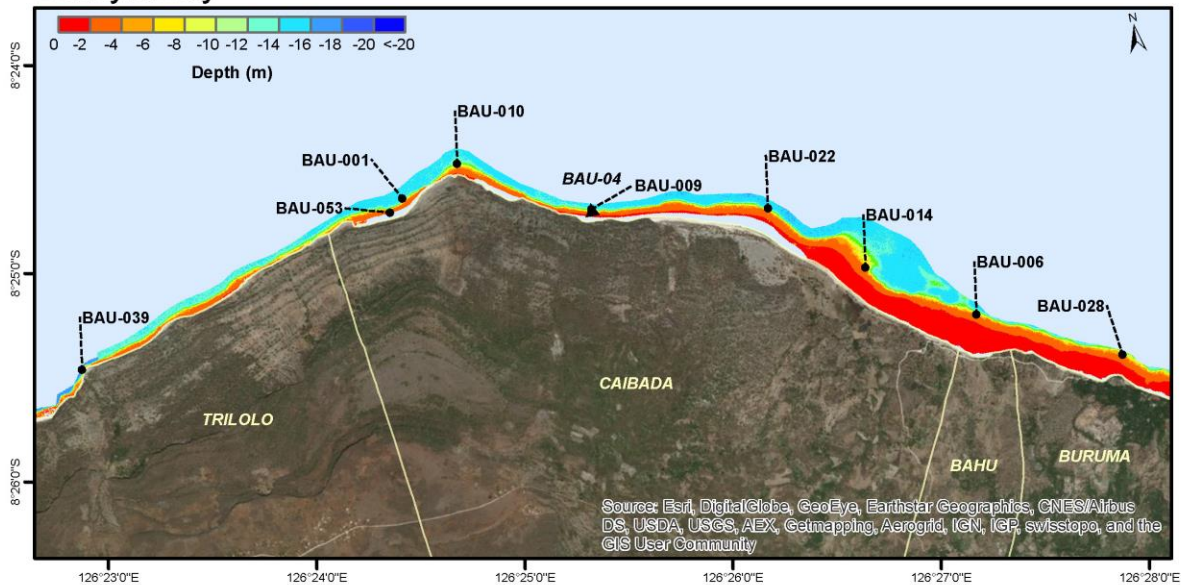 0 -2 -4 -6 -8 -10 -12 -14 -16 -18 -20 <-20
Depth (m)
N
8°24'0"S
BAU-010
BAU-001
BAU-022
BAU-04
BAU-009
BAU-053
BAU-014
8°25'0"S
BAU-006
BAU-028
BAU-039
CAIBADA
TRILOLO
BURUMA
BAHU
8°26'0"S
Source: Esri, DigitalGlobe, GeoEye, Earthstar Geographics, CNES/Airbus
DS, USDA, USGS, AEX, Getmapping, Aerogrid, IGN, IGP, swisstopo, and the
GIS User Community
126°23'0"E 126°24'0"E 126°25'0"E 126°26'0"E 126°27'0"E 126°28'0"E